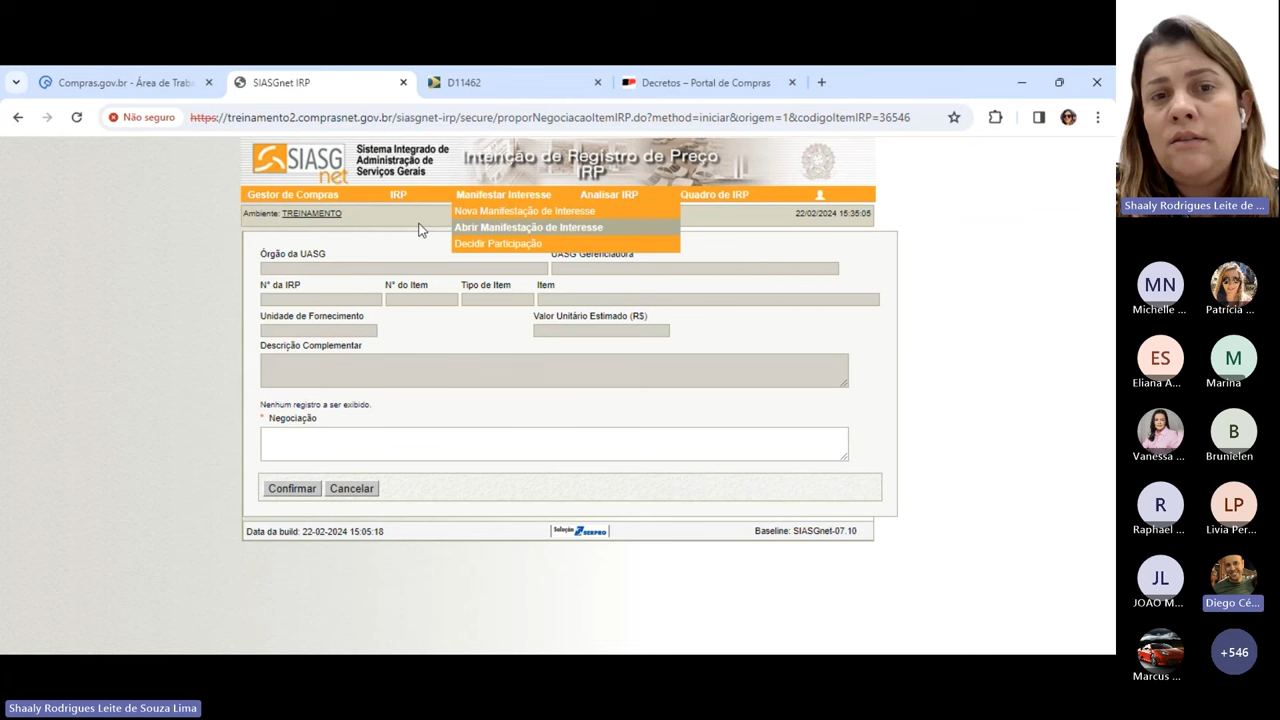 Compras.gov.br - Área de Trab
SIASGnet IRP
D11462
Decretos – Portal de Compras
Não seguro
https://treinamento2.comprasnet.gov.br/siasgnet-irp/secure/proporNegociacaoItemIRP.do?method=iniciar&origem=1&codigoItemIRP=36546
SIASG
net
Sistema Integrado de
Administração de
Serviços Gerais
Intenção de Registro de Preço
IRP
Gestor de Compras
IRP
Manifestar Interesse
Analisar IRP
Quadro de IRP
Ambiente: TREINAMENTO
22/02/2024 15:35:05
Nova Manifestação de Interesse
Abrir Manifestação de Interesse
Decidir Participação
Órgão da UASG
UASG Gerenciadora
N° da IRP
N° do Item
Tipo de Item
Item
Unidade de Fornecimento
Valor Unitário Estimado (R$)
Descrição Complementar
Nenhum registro a ser exibido.
* Negociação
Confirmar
Cancelar
Data da build: 22-02-2024 15:05:18
Solução SERPRO
Baseline: SIASGnet-07.10
Shaaly Rodrigues Leite de ...
MN
Michelle ...
Patrícia ...
ES
Eliana A...
M
Marina
Vanessa ...
B
Brunielen
R
Raphael ...
LP
Livia Per...
JL
JOAO M...
Diego Cé...
Marcus ...
+546
Shaaly Rodrigues Leite de Souza Lima